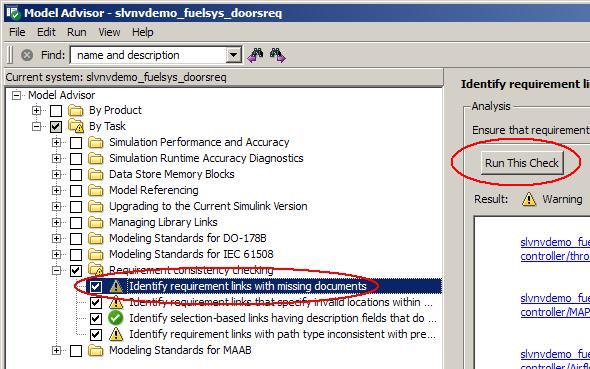 Model Advisor - slvnvdemo_fuelsys_doorsreq
File Edit Run View Help
Find: name and description
Current system: slvnvdemo_fuelsys_doorsreq
Model Advisor
By Product
By Task
Simulation Performance and Accuracy
Simulation Runtime Accuracy Diagnostics
Data Store Memory Blocks
Model Referencing
Upgrading to the Current Simulink Version
Managing Library Links
Modeling Standards for DO-178B
Modeling Standards for IEC 61508
Requirement consistency checking
Identify requirement links with missing documents
Identify requirement links that specify invalid locations within ...
Identify selection-based links having description fields that do ...
Identify requirement links with path type inconsistent with pre...
Modeling Standards for MAAB
Identify requirement li
Analysis
Ensure that requirement
Run This Check
Result: Warning
slvnvdemo_fuel
controller/thro
slvnvdemo_fuel
controller/MAP
slvnvdemo_fuel
controller/Airfl